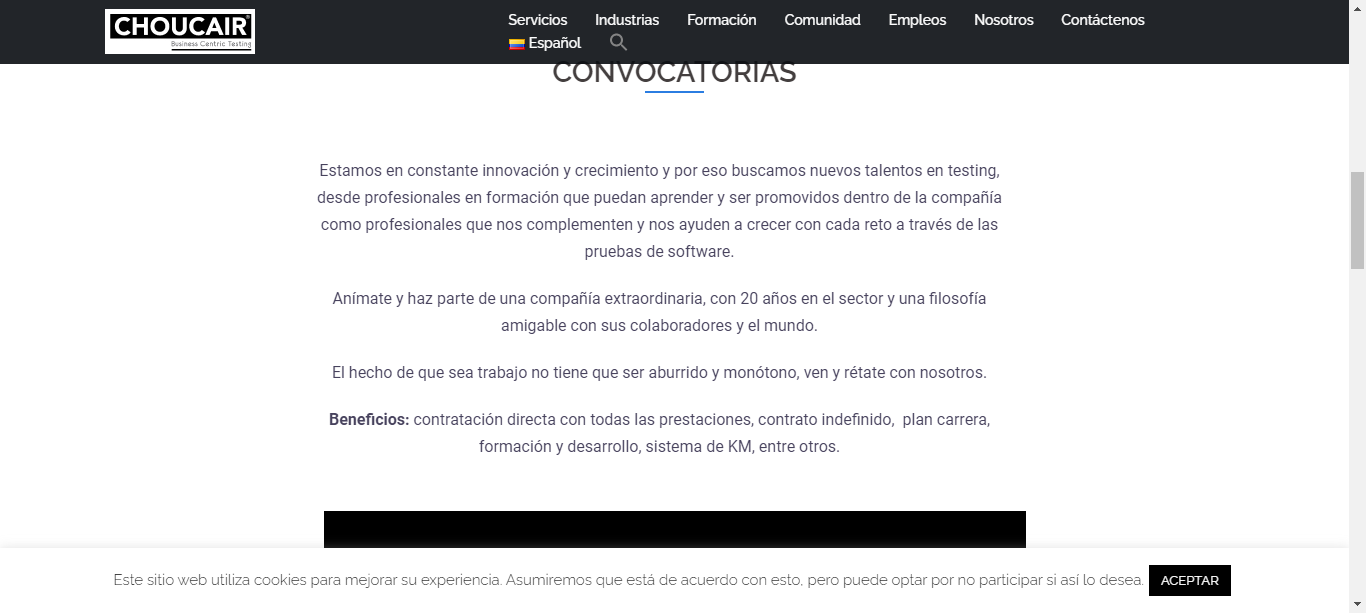 CHOUCAIR®
Business Centric Testing
Servicios Industrias Formación Comunidad Empleos Nosotros Contáctenos
Español
CONVOCATORIAS
Estamos en constante innovación y crecimiento y por eso buscamos nuevos talentos en testing,
desde profesionales en formación que puedan aprender y ser promovidos dentro de la compañía
como profesionales que nos complementen y nos ayuden a crecer con cada reto a través de las
pruebas de software.
Anímate y haz parte de una compañía extraordinaria, con 20 años en el sector y una filosofía
amigable con sus colaboradores y el mundo.
El hecho de que sea trabajo no tiene que ser aburrido y monótono, ven y rétate con nosotros.
Beneficios: contratación directa con todas las prestaciones, contrato indefinido, plan carrera,
formación y desarrollo, sistema de KM, entre otros.
Este sitio web utiliza cookies para mejorar su experiencia. Asumiremos que está de acuerdo con esto, pero puede optar por no participar si así lo desea. ACEPTAR